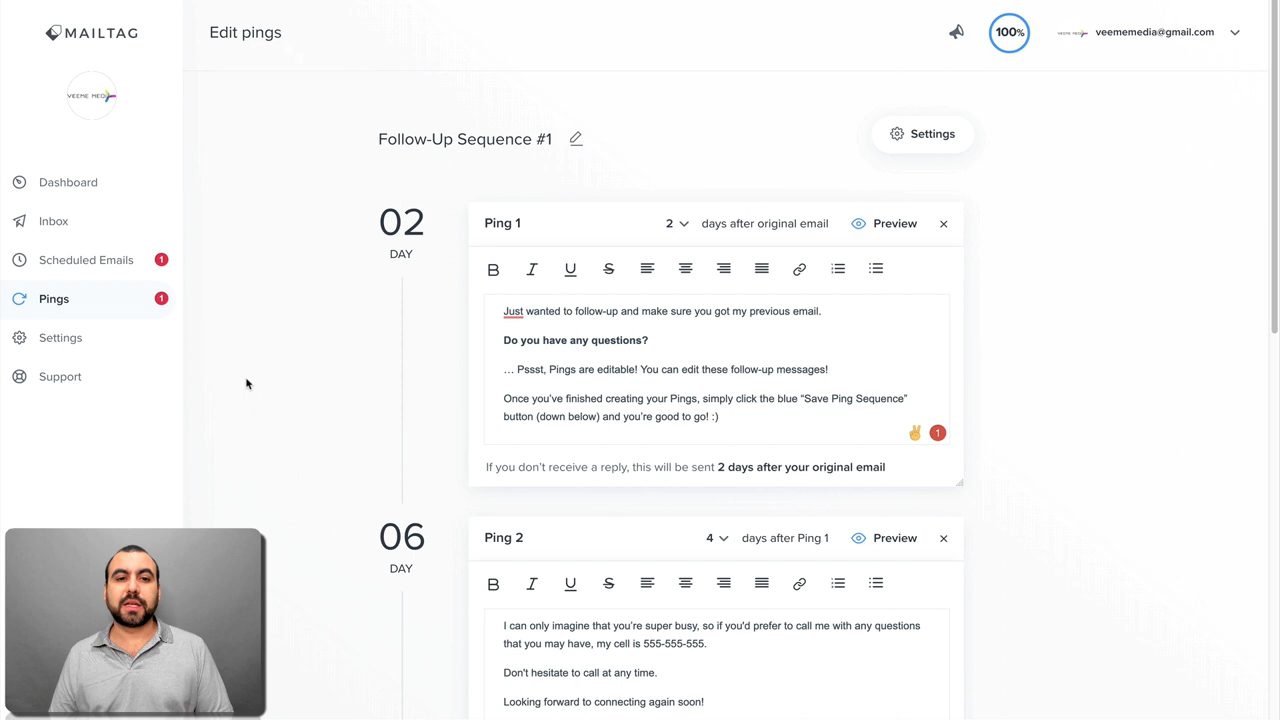 MAILTAG
Edit pings
100%
VEEME MEDIA
veememedia@gmail.com
VEEME MEDIA
Follow-Up Sequence #1
Settings
Dashboard
Inbox
Scheduled Emails 1
Pings 1
Settings
Support
02
DAY
Ping 1 2 days after original email Preview
B I U S
Just wanted to follow-up and make sure you got my previous email.
Do you have any questions?
… Pssst, Pings are editable! You can edit these follow-up messages!
Once you’ve finished creating your Pings, simply click the blue “Save Ping Sequence”
button (down below) and you’re good to go! :)
1
If you don’t receive a reply, this will be sent 2 days after your original email
06
DAY
Ping 2 4 days after Ping 1 Preview
B I U S
I can only imagine that you’re super busy, so if you'd prefer to call me with any questions
that you may have, my cell is 555-555-555.
Don't hesitate to call at any time.
Looking forward to connecting again soon!